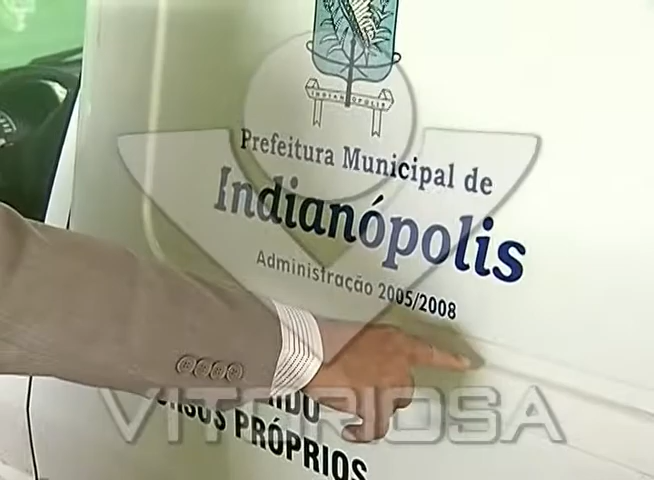 INDIANÓPOLIS
Prefeitura Municipal de
Indianópolis
Administração 2005/2008
PRÓPRIOS
VITORIOSA